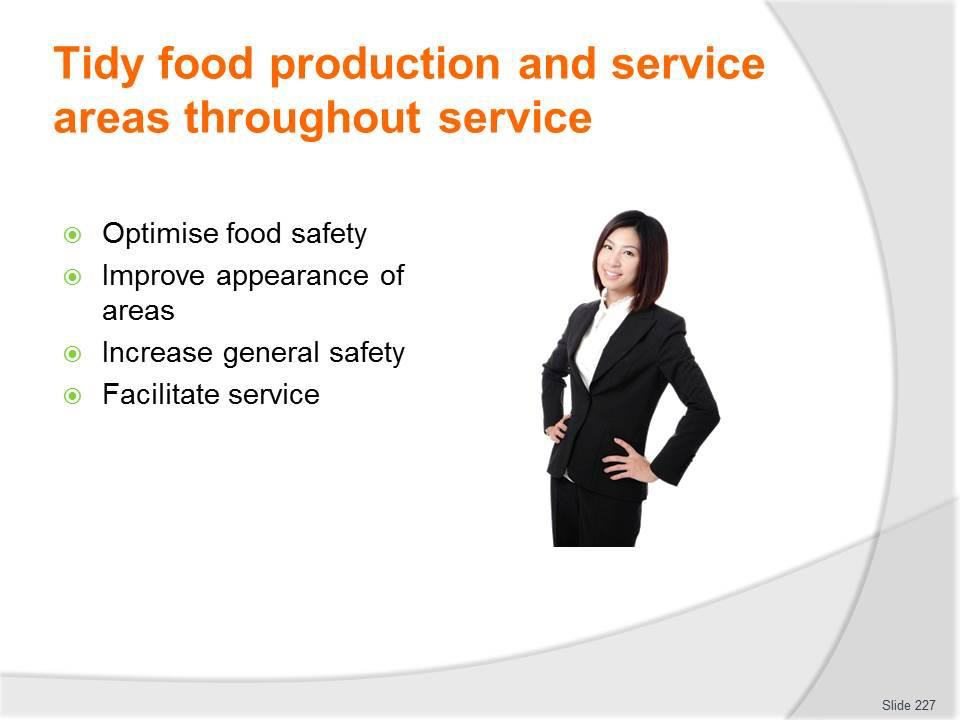 Tidy food production and service
areas throughout service
Optimise food safety
Improve appearance of
areas
Increase general safety
Facilitate service
Slide 227